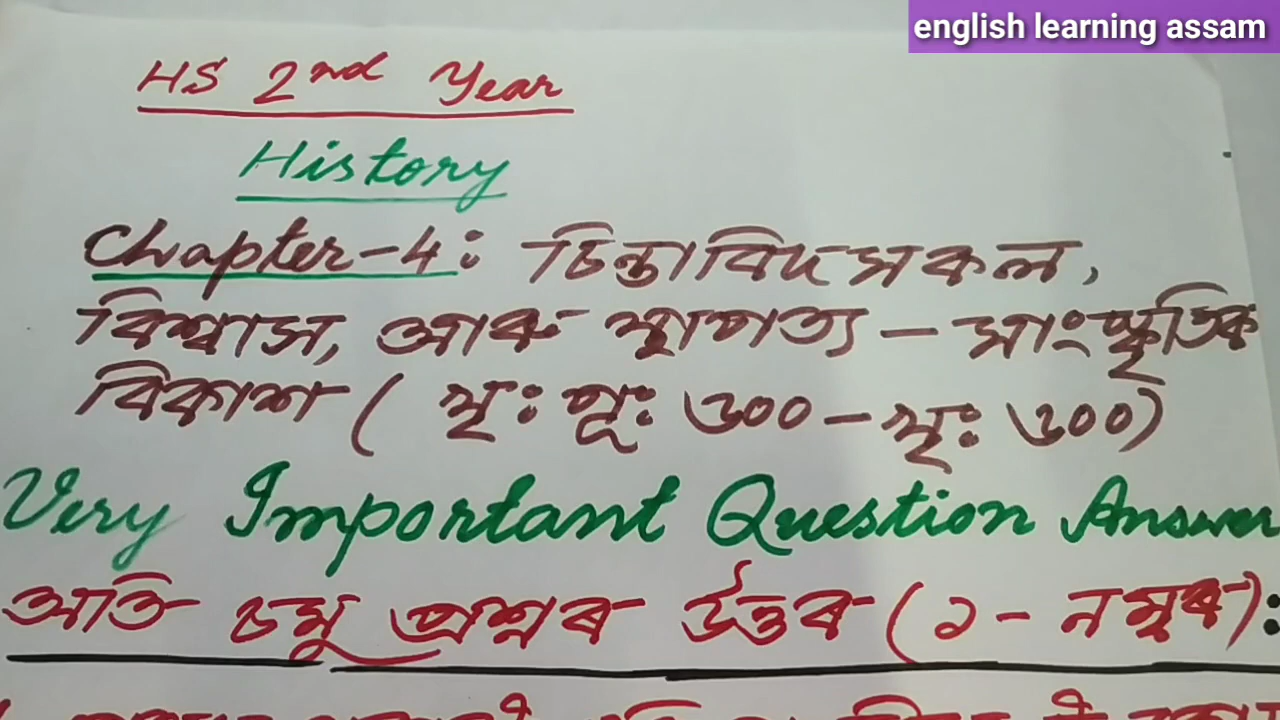 english learning assam
HS 2nd Year
History
Chapter-4: চিন্তাবিদসকল,
বিশ্বাস, আৰু স্থাপত্য – সাংস্কৃতিক
বিকাশ ( খৃঃ পূঃ ৬০০ – খৃঃ ৬০০)
Very Important Question Answer
অতি চমু প্ৰশ্নৰ উত্তৰ (১ - নম্বৰ):